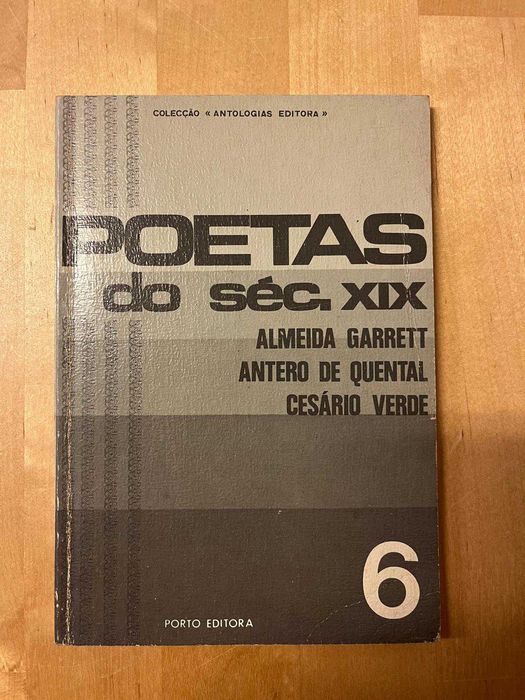 COLECÇÃO « ANTOLOGIAS EDITORA »
POETAS
do séc. XIX
ALMEIDA GARRETT
ANTERO DE QUENTAL
CESÁRIO VERDE
6
PORTO EDITORA